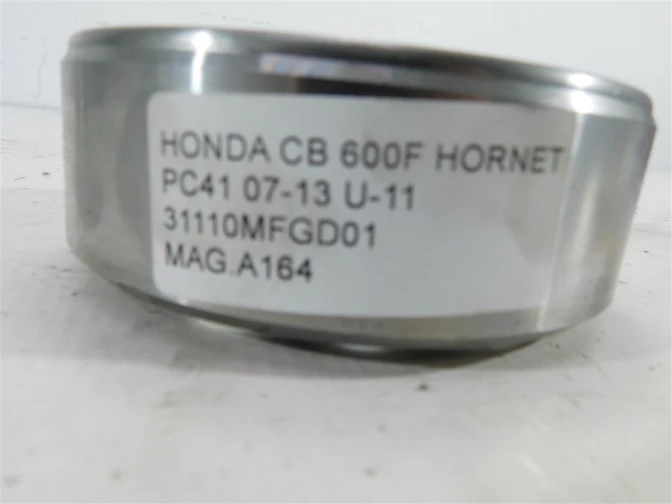 HONDA CB 600F HORNET
PC41 07-13 U-11
31110MFGD01
MAG.A164